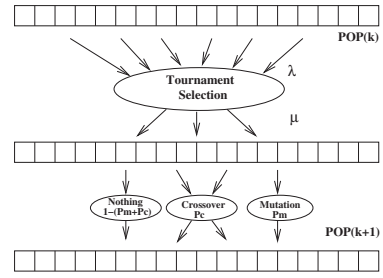 POP(k)
λ
Tournament
Selection
μ
Nothing
1−(Pm+Pc)
Crossover
Pc
Mutation
Pm
POP(k+1)